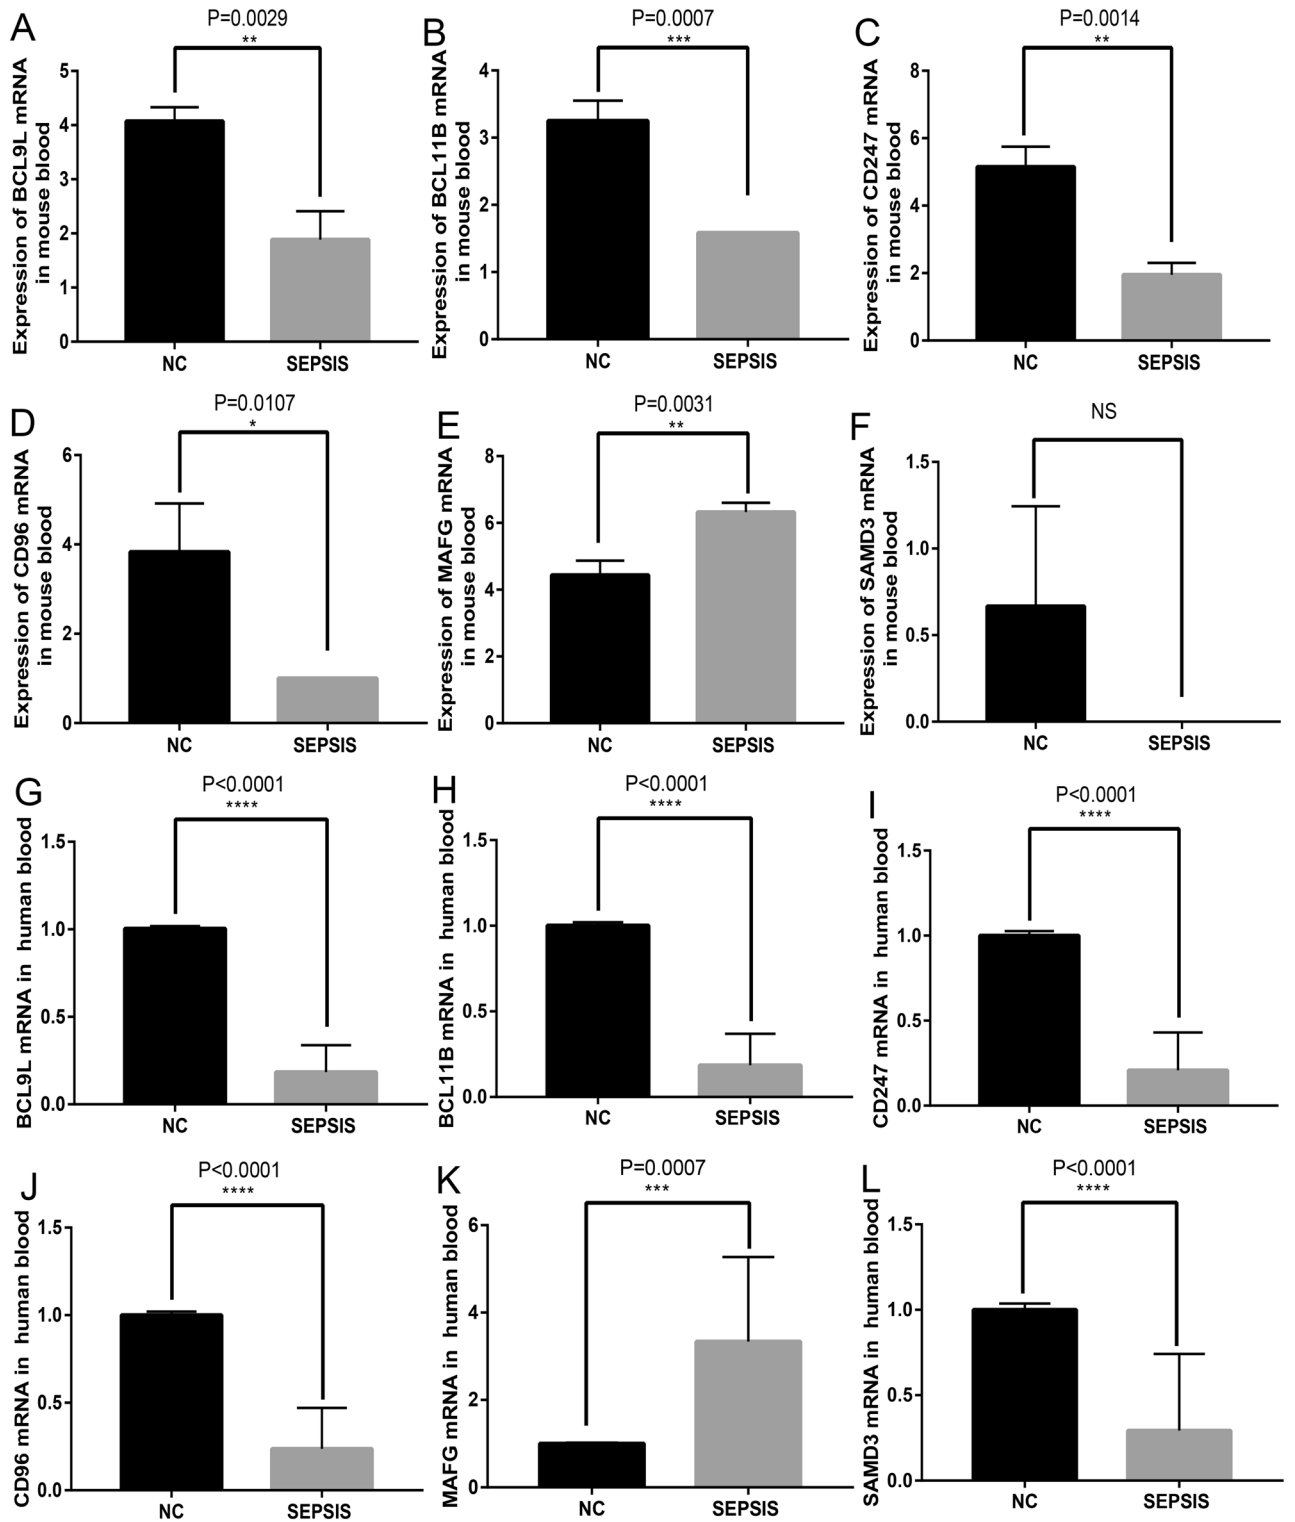 A
P=0.0029
**
Expression of BCL9L mRNA
in mouse blood
5
4
3
2
1
0
NC
SEPSIS
B
P=0.0007
***
Expression of BCL11B mRNA
in mouse blood
4
3
2
1
0
NC
SEPSIS
C
P=0.0014
**
Expression of CD247 mRNA
in mouse blood
8
6
4
2
0
NC
SEPSIS
D
P=0.0107
*
Expression of CD96 mRNA
in mouse blood
6
4
2
0
NC
SEPSIS
E
P=0.0031
**
Expression of MAFG mRNA
in mouse blood
8
6
4
2
0
NC
SEPSIS
F
NS
Expression of SAMD3 mRNA
in mouse blood
1.5
1.0
0.5
0.0
NC
SEPSIS
G
P<0.0001
****
BCL9L mRNA in human blood
1.5
1.0
0.5
0.0
NC
SEPSIS
H
P<0.0001
****
BCL11B mRNA in human blood
1.5
1.0
0.5
0.0
NC
SEPSIS
I
P<0.0001
****
CD247 mRNA in human blood
1.5
1.0
0.5
0.0
NC
SEPSIS
J
P<0.0001
****
CD96 mRNA in human blood
1.5
1.0
0.5
0.0
NC
SEPSIS
K
P=0.0007
***
MAFG mRNA in human blood
6
4
2
0
NC
SEPSIS
L
P<0.0001
****
SAMD3 mRNA in human blood
1.5
1.0
0.5
0.0
NC
SEPSIS